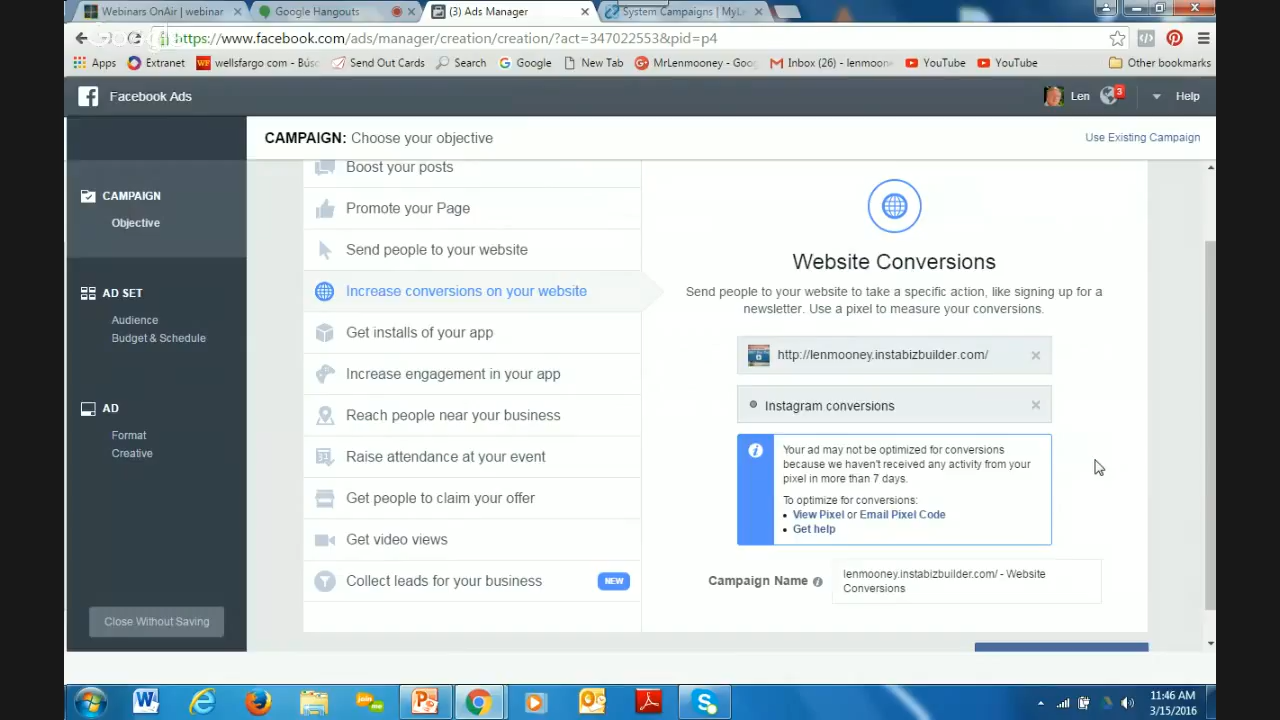 Webinars OnAir | webinar
Google Hangouts
(3) Ads Manager
System Campaigns | MyLe
https://www.facebook.com/ads/manager/creation/creation/?act=347022553&pid=p4
Apps
Extranet
wellsfargo.com - Bús
Send Out Cards
Search
Google
New Tab
MrLenmooney - Goo
Inbox (26) - lenmoone
YouTube
YouTube
Other bookmarks
Facebook Ads
Len
3
Help
CAMPAIGN: Choose your objective
Use Existing Campaign
CAMPAIGN
Objective
AD SET
Audience
Budget & Schedule
AD
Format
Creative
Close Without Saving
Boost your posts
Promote your Page
Send people to your website
Increase conversions on your website
Get installs of your app
Increase engagement in your app
Reach people near your business
Raise attendance at your event
31
Get people to claim your offer
Get video views
Collect leads for your business
NEW
Website Conversions
Send people to your website to take a specific action, like signing up for a
newsletter. Use a pixel to measure your conversions.
http://lenmooney.instabizbuilder.com/
Instagram conversions
Your ad may not be optimized for conversions
because we haven't received any activity from your
pixel in more than 7 days.
To optimize for conversions:
• View Pixel or Email Pixel Code
• Get help
Campaign Name
lenmooney.instabizbuilder.com/ - Website
Conversions
11:46 AM
3/15/2016